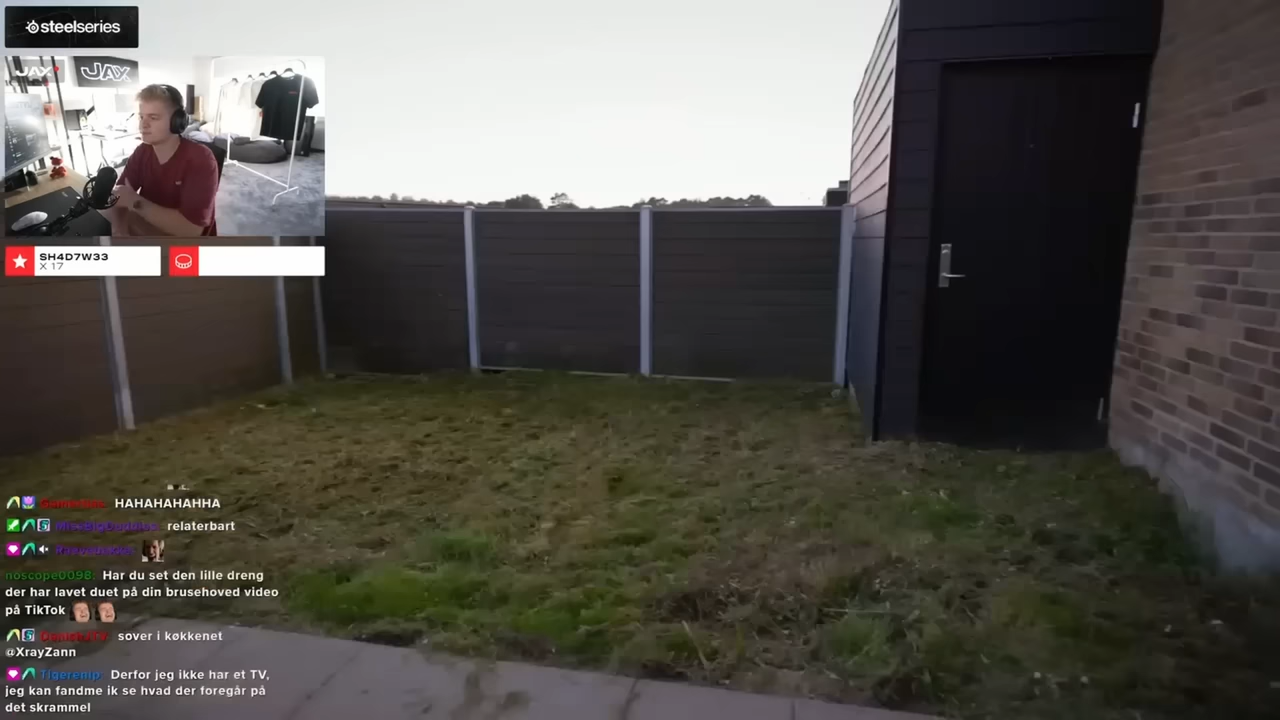 steelseries
JAX
JAX
SH4D7W33
X 17
HAHAHAHAHHA
relaterbart
noscope0098: Har du set den lille dreng
der har lavet duet på din brusehoved video
på TikTok
sover i køkkenet
@XrayZann
Tigerenip: Derfor jeg ikke har et TV,
jeg kan fandme ik se hvad der foregår på
det skrammel